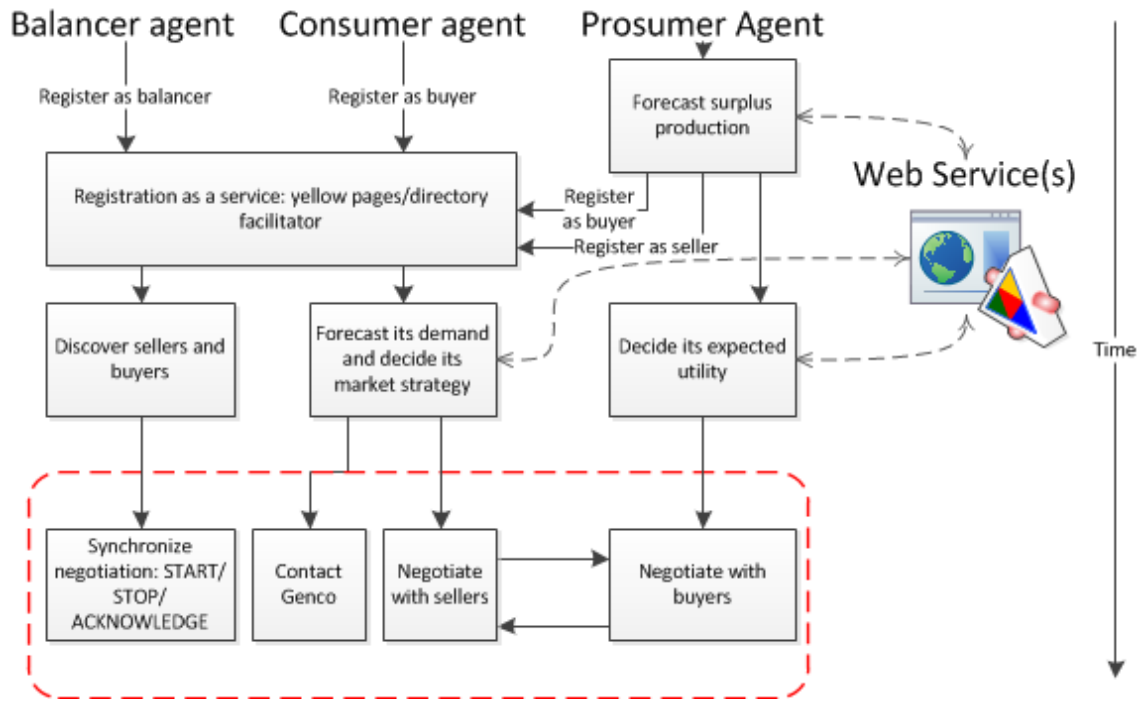 Balancer agent
Consumer agent
Prosumer Agent
Register as balancer
Register as buyer
Forecast surplus
production
Web Service(s)
Registration as a service: yellow pages/directory
facilitator
Register
as buyer
Register as seller
Discover sellers and
buyers
Forecast its demand
and decide its
market strategy
Decide its expected
utility
Time
Synchronize
negotiation: START/
STOP/
ACKNOWLEDGE
Contact
Genco
Negotiate
with sellers
Negotiate with
buyers